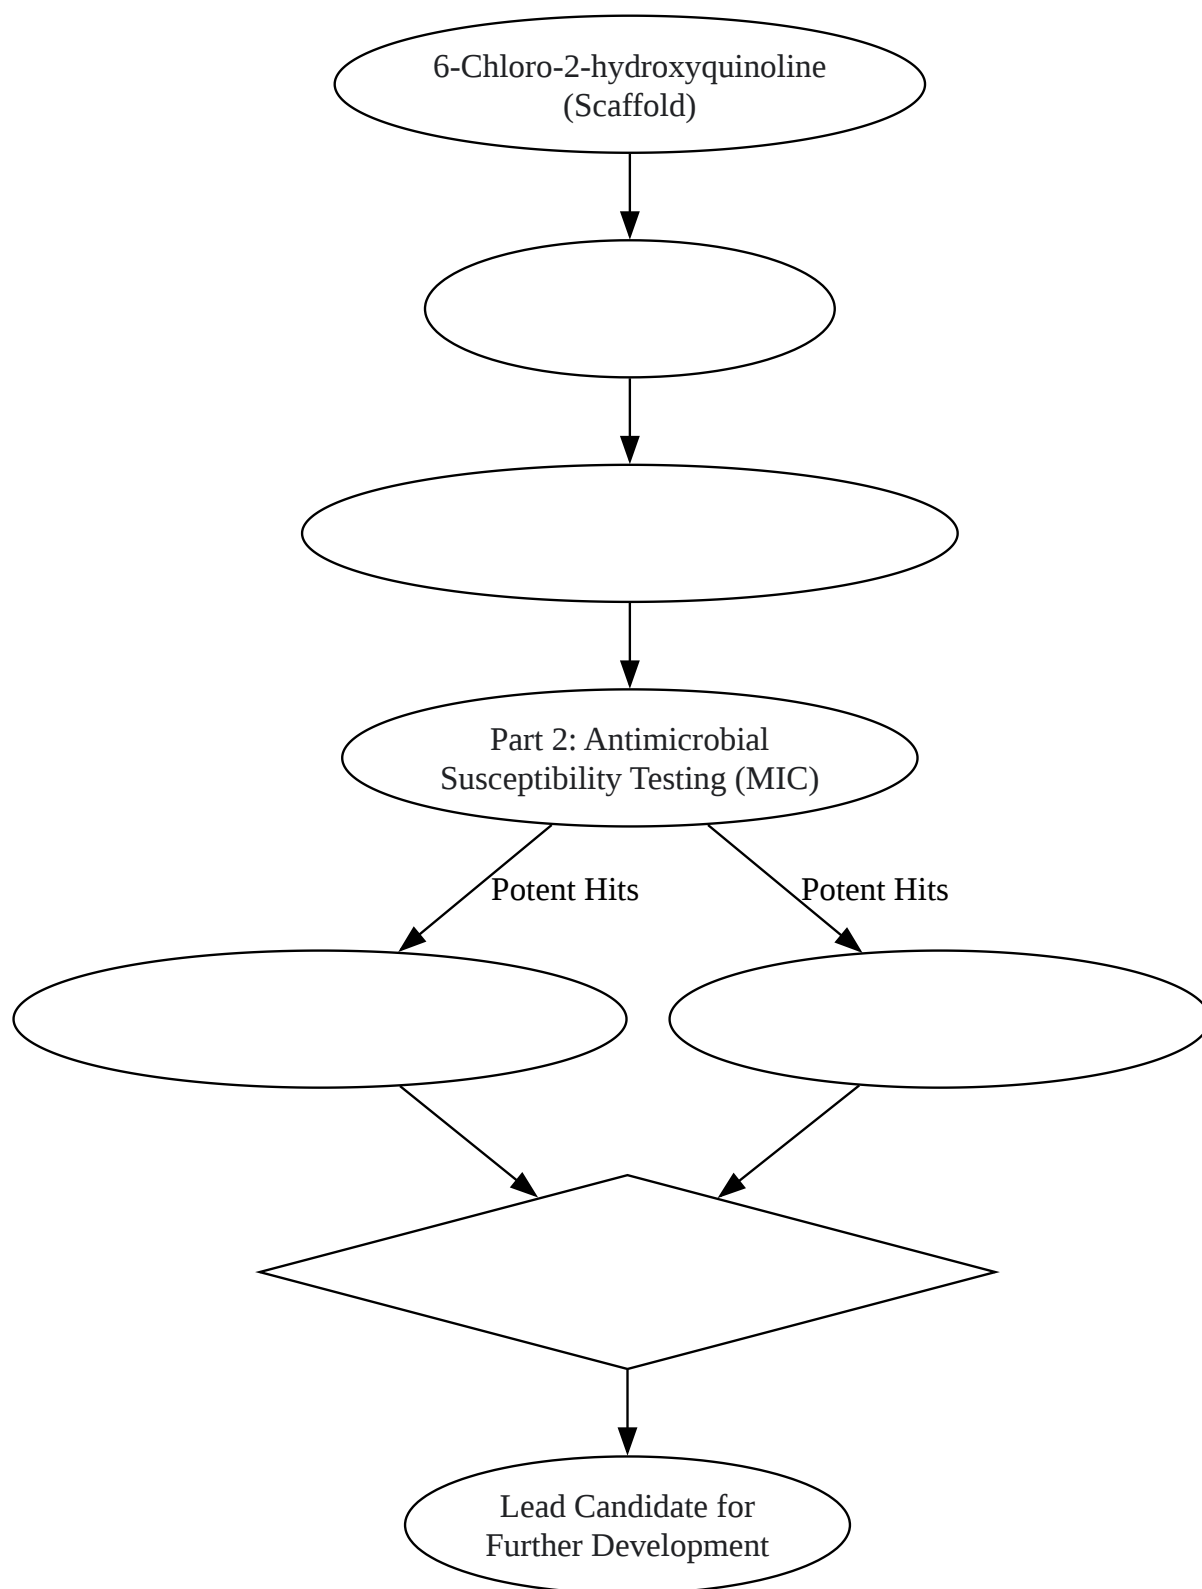 6-Chloro-2-hydroxyquinoline
(Scaffold)
Part 2: Antimicrobial
Susceptibility Testing (MIC)
Potent Hits
Potent Hits
Lead Candidate for
Further Development